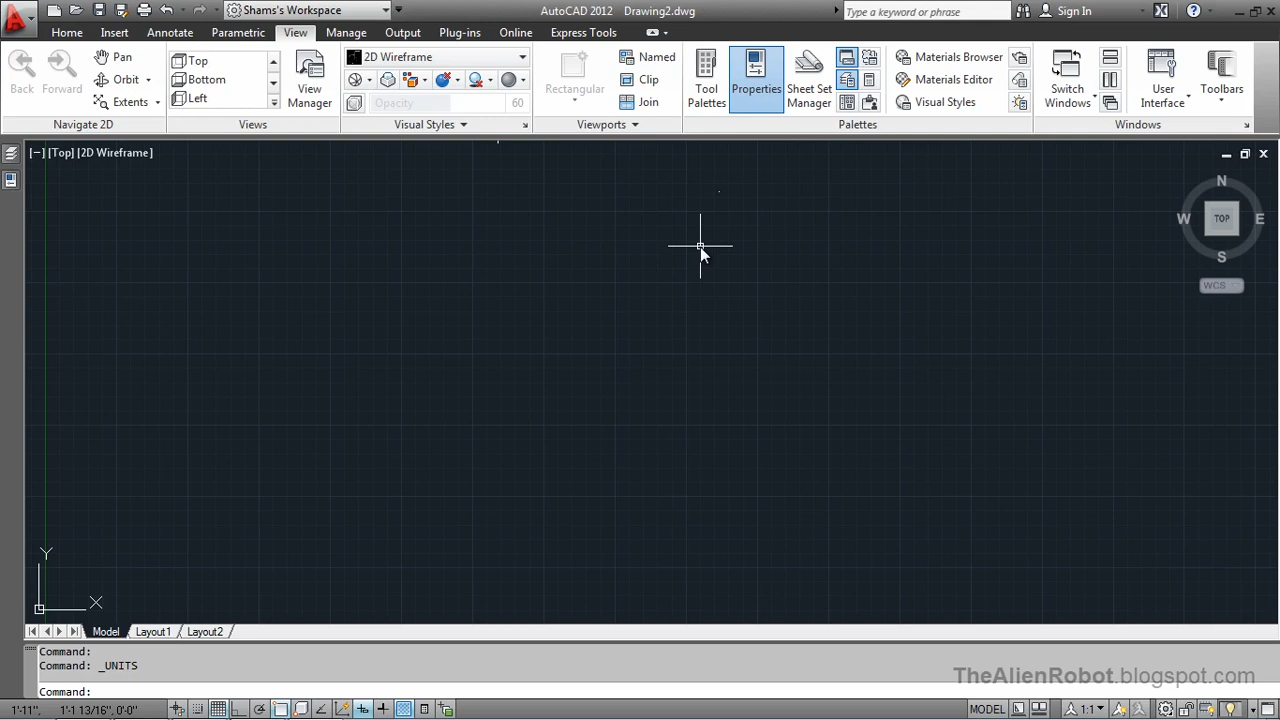 Shams's Workspace
AutoCAD 2012 Drawing2.dwg
Type a keyword or phrase
Sign In
Home Insert Annotate Parametric View Manage Output Plug-ins Online Express Tools
Back
Forward
Pan
Orbit
Extents
Navigate 2D
Top
Bottom
Left
View
Manager
Views
2D Wireframe
Opacity 60
Visual Styles
Rectangular
Named
Clip
Join
Viewports
Tool
Palettes
Properties
Sheet Set
Manager
Materials Browser
Materials Editor
Visual Styles
Palettes
Switch
Windows
User
Interface
Toolbars
Windows
[−] [Top] [2D Wireframe]
N
W TOP E
S
WCS
Y
X
Model Layout1 Layout2
Command:
Command: _UNITS
TheAlienRobot.blogspot.com
Command:
1'-11", 1'-1 13/16", 0'-0"
MODEL
1:1